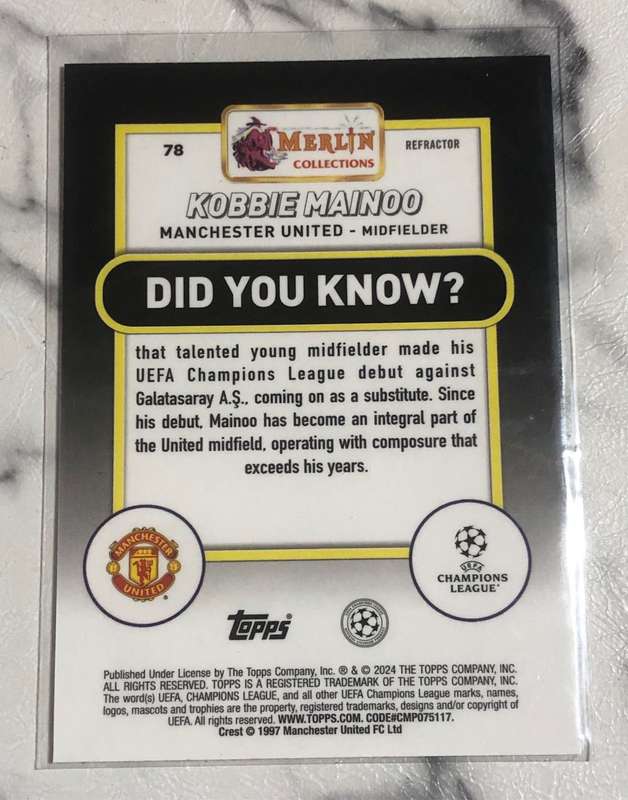 MERLIN
COLLECTIONS
78
REFRACTOR
KOBBIE MAINOO
MANCHESTER UNITED - MIDFIELDER
DID YOU KNOW?
that talented young midfielder made his
UEFA Champions League debut against
Galatasaray A.Ş., coming on as a substitute. Since
his debut, Mainoo has become an integral part of
the United midfield, operating with composure that
exceeds his years.
MANCHESTER
UNITED
UEFA
CHAMPIONS
LEAGUE®
topps®
Published Under License by The Topps Company, Inc. ® & © 2024 THE TOPPS COMPANY, INC.
ALL RIGHTS RESERVED. TOPPS IS A REGISTERED TRADEMARK OF THE TOPPS COMPANY, INC.
The word(s) UEFA, CHAMPIONS LEAGUE, and all other UEFA Champions League marks, names,
logos, mascots and trophies are the property, registered trademarks, designs and/or copyright of
UEFA. All rights reserved. WWW.TOPPS.COM. CODE#CMP075117.
Crest © 1997 Manchester United FC Ltd